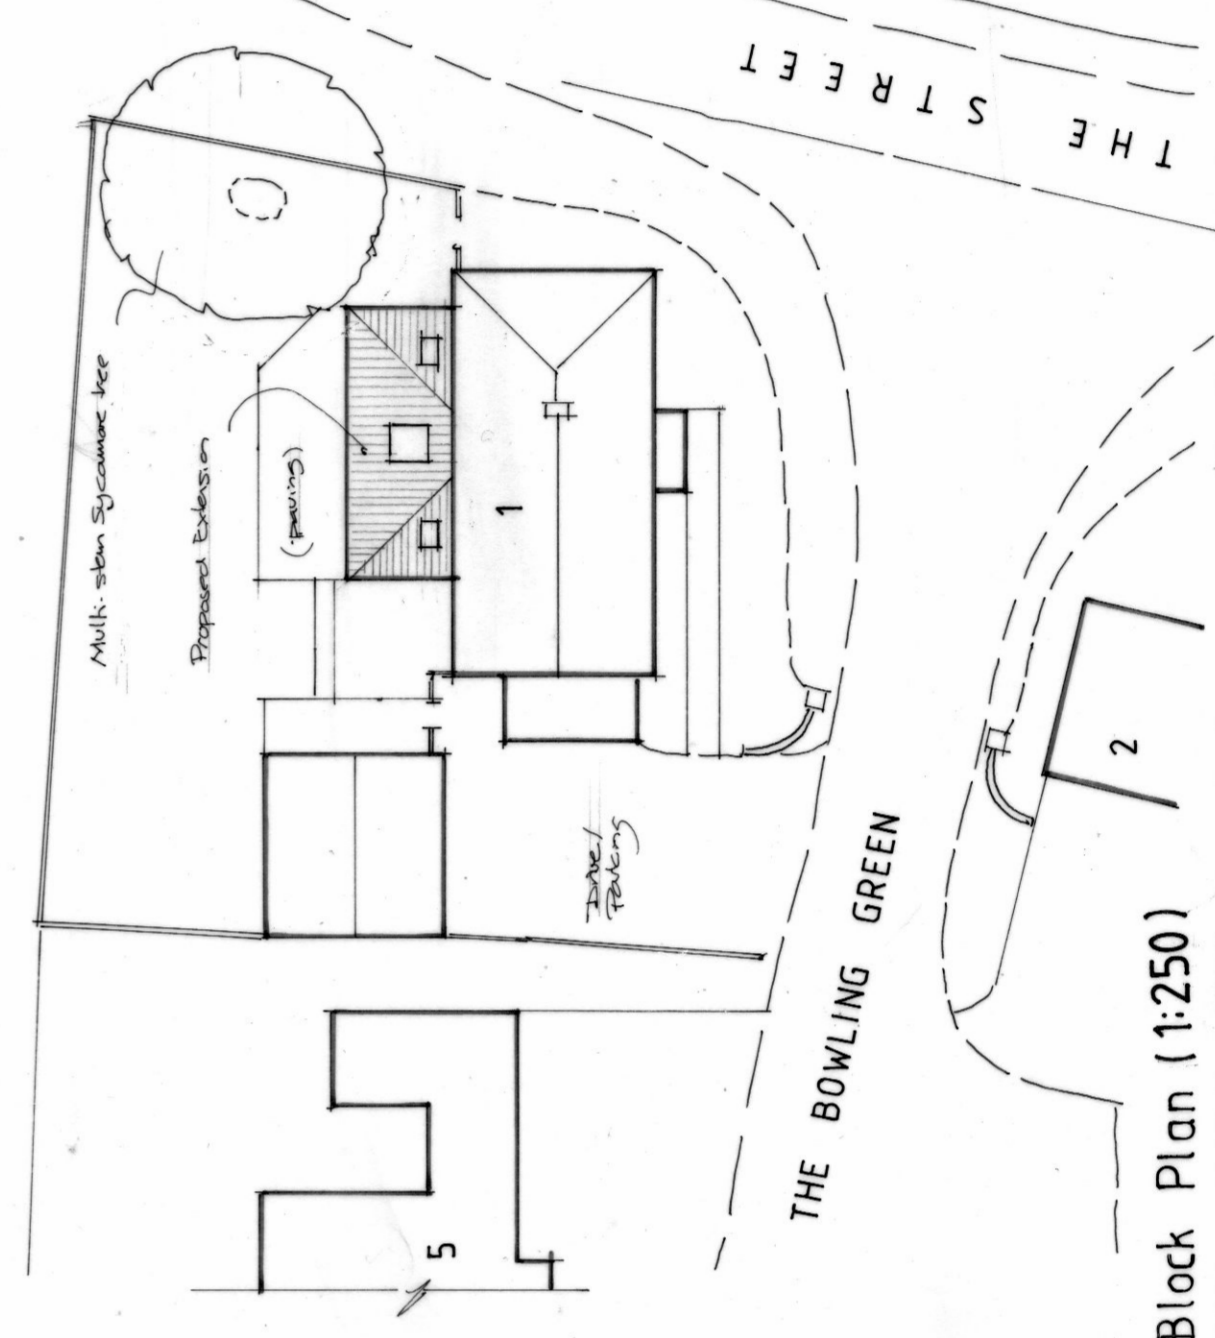 THE STREET
Multi-stem Sycamore tree
Proposed Extension
(paving)
1
2
Drive/
Parking
THE BOWLING GREEN
5
Block Plan (1:250)